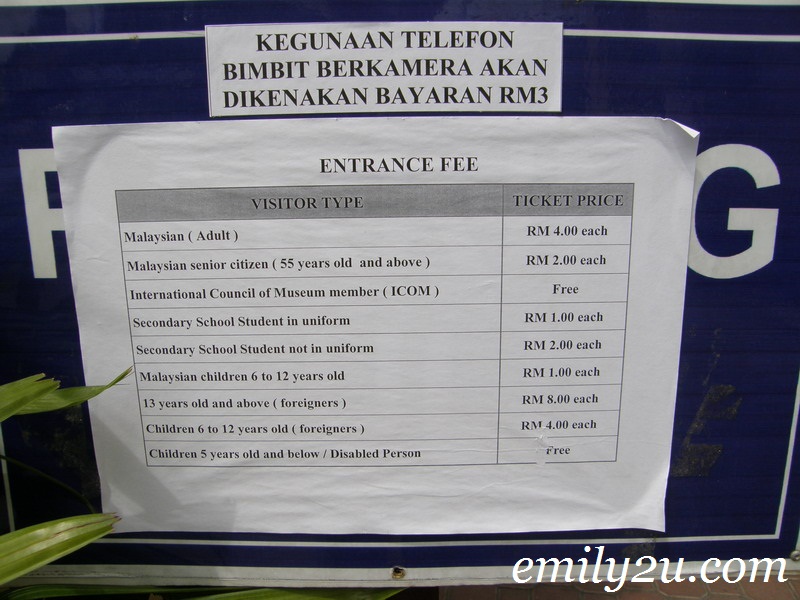 KEGUNAAN TELEFON
BIMBIT BERKAMERA AKAN
DIKENAKAN BAYARAN RM3
ENTRANCE FEE
VISITOR TYPE TICKET PRICE
Malaysian ( Adult ) RM 4.00 each
Malaysian senior citizen ( 55 years old and above ) RM 2.00 each
International Council of Museum member ( ICOM ) Free
Secondary School Student in uniform RM 1.00 each
Secondary School Student not in uniform RM 2.00 each
Malaysian children 6 to 12 years old RM 1.00 each
13 years old and above ( foreigners ) RM 8.00 each
Children 6 to 12 years old ( foreigners ) RM 4.00 each
Children 5 years old and below / Disabled Person Free
emily2u.com